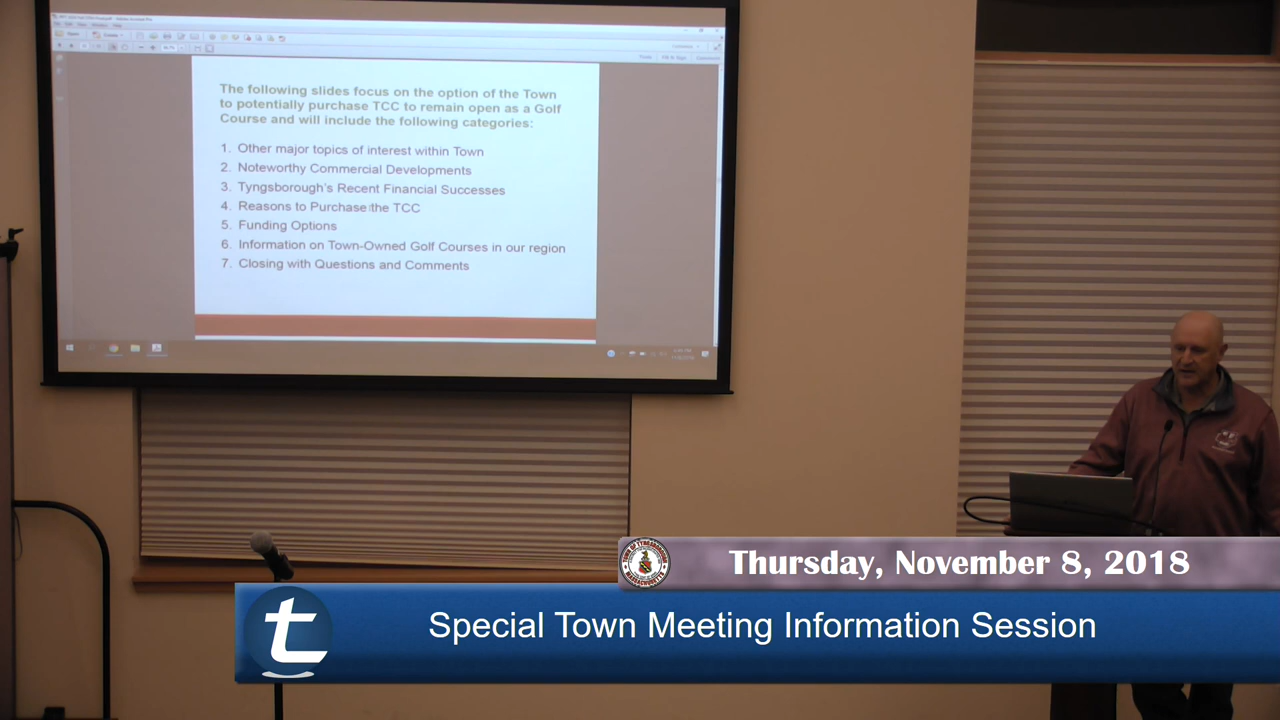 The following slides focus on the option of the Town
to potentially purchase TCC to remain open as a Golf
Course and will include the following categories:
1. Other major topics of interest within Town
2. Noteworthy Commercial Developments
3. Tyngsborough's Recent Financial Successes
4. Reasons to Purchase the TCC
5. Funding Options
6. Information on Town-Owned Golf Courses in our region
7. Closing with Questions and Comments
Thursday, November 8, 2018
t
Special Town Meeting Information Session